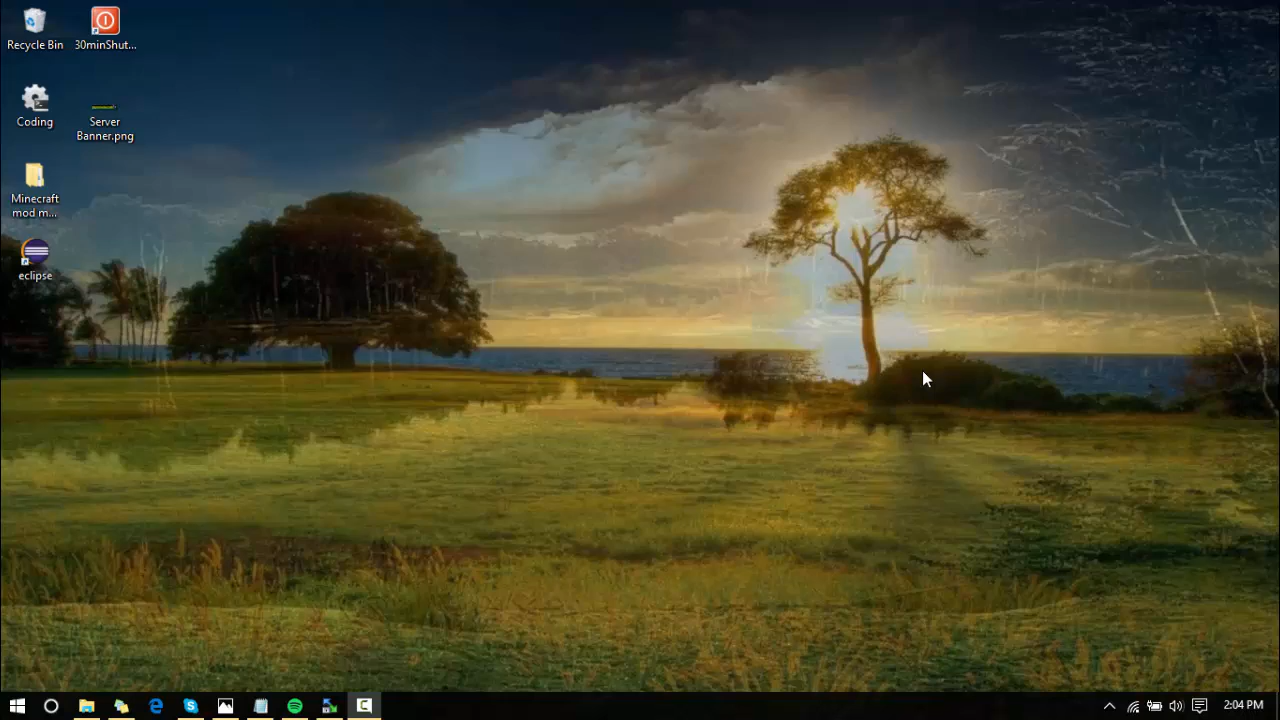 Recycle Bin
30minShut...
Coding
Server
Banner.png
Minecraft
mod m...
eclipse
2:04 PM